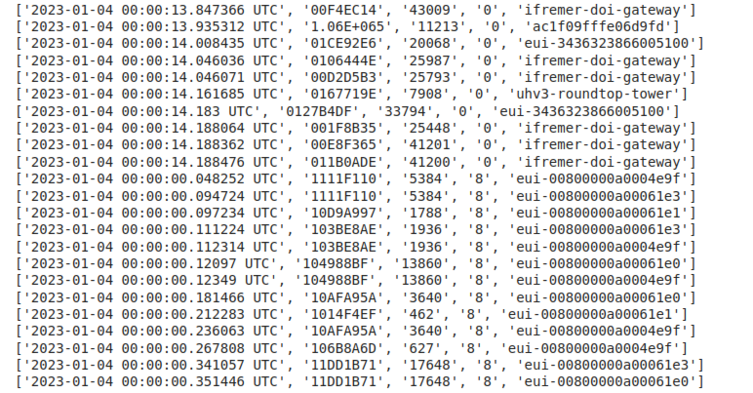 ['2023-01-04 00:00:13.847366 UTC', '00F4EC14', '43009', '0', 'ifremer-doi-gateway']
['2023-01-04 00:00:13.935312 UTC', '1.06E+065', '11213', '0', 'ac1f09fffe06d9fd']
['2023-01-04 00:00:14.008435 UTC', '01CE92E6', '20068', '0', 'eui-3436323866005100']
['2023-01-04 00:00:14.046036 UTC', '0106444E', '25987', '0', 'ifremer-doi-gateway']
['2023-01-04 00:00:14.046071 UTC', '00D2D5B3', '25793', '0', 'ifremer-doi-gateway']
['2023-01-04 00:00:14.161685 UTC', '0167719E', '7908', '0', 'uhv3-roundtop-tower']
['2023-01-04 00:00:14.183 UTC', '0127B4DF', '33794', '0', 'eui-3436323866005100']
['2023-01-04 00:00:14.188064 UTC', '001F8B35', '25448', '0', 'ifremer-doi-gateway']
['2023-01-04 00:00:14.188362 UTC', '00E8F365', '41201', '0', 'ifremer-doi-gateway']
['2023-01-04 00:00:14.188476 UTC', '011B0ADE', '41200', '0', 'ifremer-doi-gateway']
['2023-01-04 00:00:00.048252 UTC', '1111F110', '5384', '8', 'eui-00800000a0004e9f']
['2023-01-04 00:00:00.094724 UTC', '1111F110', '5384', '8', 'eui-00800000a00061e3']
['2023-01-04 00:00:00.097234 UTC', '10D9A997', '1788', '8', 'eui-00800000a00061e1']
['2023-01-04 00:00:00.111224 UTC', '103BE8AE', '1936', '8', 'eui-00800000a00061e3']
['2023-01-04 00:00:00.112314 UTC', '103BE8AE', '1936', '8', 'eui-00800000a0004e9f']
['2023-01-04 00:00:00.12097 UTC', '104988BF', '13860', '8', 'eui-00800000a00061e0']
['2023-01-04 00:00:00.12349 UTC', '104988BF', '13860', '8', 'eui-00800000a0004e9f']
['2023-01-04 00:00:00.181466 UTC', '10AFA95A', '3640', '8', 'eui-00800000a00061e0']
['2023-01-04 00:00:00.212283 UTC', '1014F4EF', '462', '8', 'eui-00800000a00061e1']
['2023-01-04 00:00:00.236063 UTC', '10AFA95A', '3640', '8', 'eui-00800000a0004e9f']
['2023-01-04 00:00:00.267808 UTC', '106B8A6D', '627', '8', 'eui-00800000a0004e9f']
['2023-01-04 00:00:00.341057 UTC', '11DD1B71', '17648', '8', 'eui-00800000a00061e3']
['2023-01-04 00:00:00.351446 UTC', '11DD1B71', '17648', '8', 'eui-00800000a00061e0']